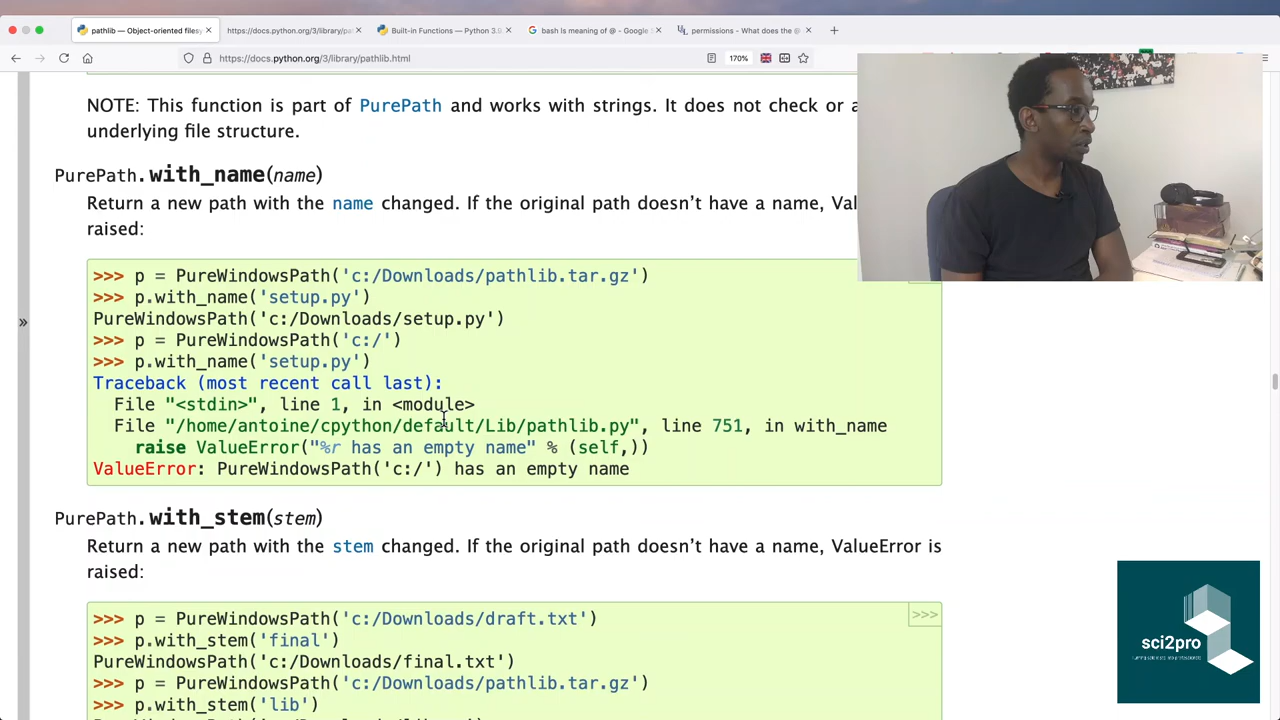 pathlib — Object-oriented filesy
https://docs.python.org/3/library/pat
Built-in Functions — Python 3.9
bash is meaning of @ - Google
permissions - What does the @
https://docs.python.org/3/library/pathlib.html
170%
NOTE: This function is part of PurePath and works with strings. It does not check or a
underlying file structure.
PurePath.with_name(name)
Return a new path with the name changed. If the original path doesn’t have a name, Val
raised:
>>> p = PureWindowsPath('c:/Downloads/pathlib.tar.gz')
>>> p.with_name('setup.py')
PureWindowsPath('c:/Downloads/setup.py')
>>> p = PureWindowsPath('c:/')
>>> p.with_name('setup.py')
Traceback (most recent call last):
File "<stdin>", line 1, in <module>
File "/home/antoine/cpython/default/Lib/pathlib.py", line 751, in with_name
raise ValueError("%r has an empty name" % (self,))
ValueError: PureWindowsPath('c:/') has an empty name
»
PurePath.with_stem(stem)
Return a new path with the stem changed. If the original path doesn’t have a name, ValueError is
raised:
>>>
>>> p = PureWindowsPath('c:/Downloads/draft.txt')
>>> p.with_stem('final')
PureWindowsPath('c:/Downloads/final.txt')
>>> p = PureWindowsPath('c:/Downloads/pathlib.tar.gz')
>>> p.with_stem('lib')
sci2pro